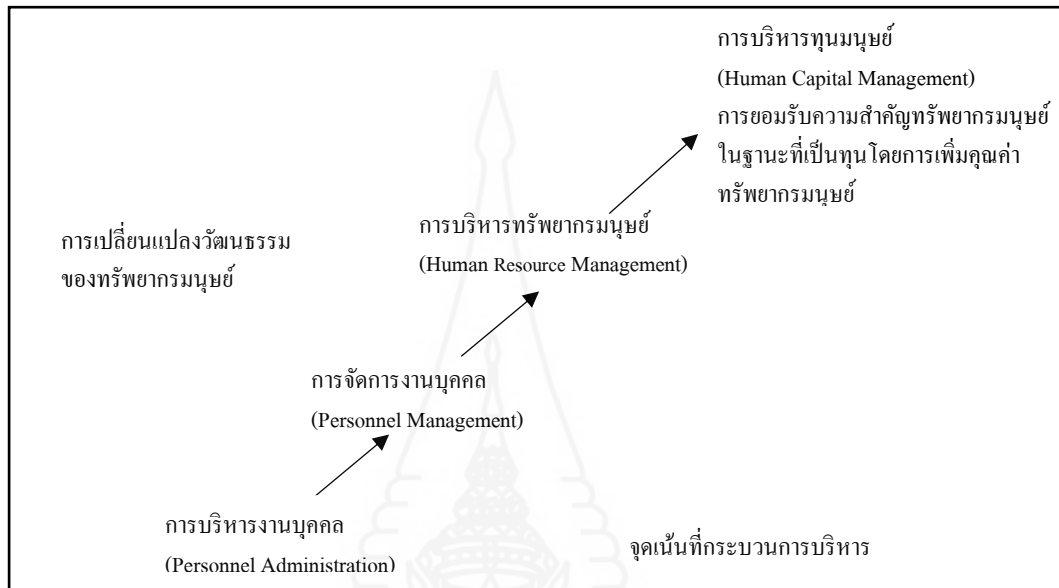 การบริหารทุนมนุษย์
(Human Capital Management)
การยอมรับความสำคัญทรัพยากรมนุษย์
ในฐานะที่เป็นทุนโดยการเพิ่มคุณค่า
ทรัพยากรมนุษย์
การบริหารทรัพยากรมนุษย์
(Human Resource Management)
การเปลี่ยนแปลงวัฒนธรรม
ของทรัพยากรมนุษย์
การจัดการงานบุคคล
(Personnel Management)
การบริหารงานบุคคล
(Personnel Administration)
จุดเน้นที่กระบวนการบริหาร